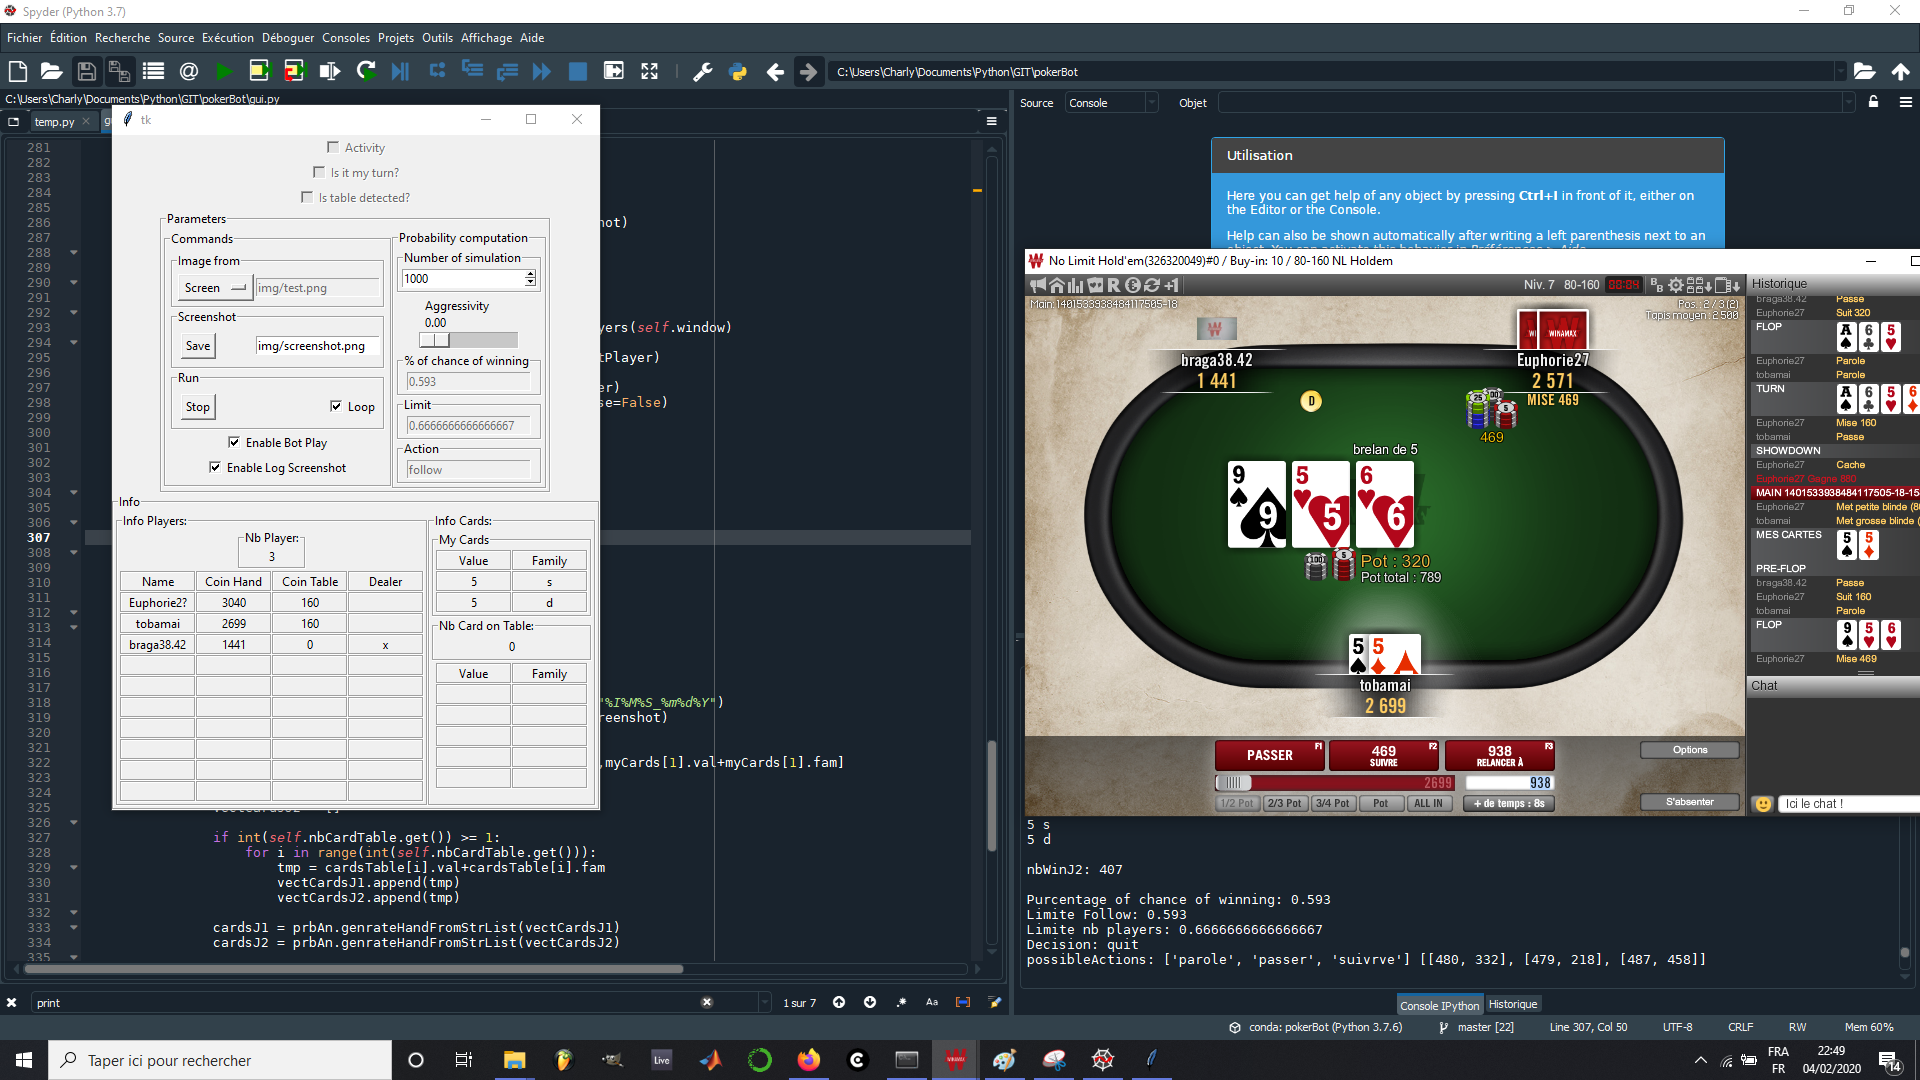 Spyder (Python 3.7)
Fichier Édition Recherche Source Exécution Déboguer Consoles Projets Outils Affichage Aide
C:\Users\Charly\Documents\Python\GIT\pokerBot
C:\Users\Charly\Documents\Python\GIT\pokerBot\gui.py
temp.py
tk
Activity
Is it my turn?
Is table detected?
Parameters
Commands
Image from
Screen img/test.png
Screenshot
Save img/screenshot.png
Run
Stop Loop
Enable Bot Play
Enable Log Screenshot
Probability computation
Number of simulation
1000
Aggressivity
0.00
% of chance of winning
0.593
Limit
0.6666666666666667
Action
follow
Info
Info Players:
Nb Player:
3
Name Coin Hand Coin Table Dealer
Euphorie2? 3040 160
tobamai 2699 160
braga38.42 1441 0 x
Info Cards:
My Cards
Value Family
5 s
5 d
Nb Card on Table:
0
Value Family
281
282
283
284
285
286 not)
287
288
289
290
291
292
293 yers(self.window)
294
295 tPlayer)
296
297 er)
298 se=False)
299
300
301
302
303
304
305
306
307
308
309
310
311
312
313
314
315
316
317
318 "%I%M%S_%m%d%Y")
319 reenshot)
320
321
322 ,myCards[1].val+myCards[1].fam]
323
324
325
326
327 if int(self.nbCardTable.get()) >= 1:
328 for i in range(int(self.nbCardTable.get())):
329 tmp = cardsTable[i].val+cardsTable[i].fam
330 vectCardsJ1.append(tmp)
331 vectCardsJ2.append(tmp)
332
333 cardsJ1 = prbAn.genrateHandFromStrList(vectCardsJ1)
334 cardsJ2 = prbAn.genrateHandFromStrList(vectCardsJ2)
335
print 1 sur 7 Aa
Source Console Objet
Utilisation
Here you can get help of any object by pressing Ctrl+I in front of it, either on
the Editor or the Console.
Help can also be shown automatically after writing a left parenthesis next to an
No Limit Hold'em(326320049)#0 / Buy-in: 10 / 80-160 NL Holdem
Niv. 7 80-160
Main:1401533938484117505-18
Pos.: 2 / 3 (2)
Tapis moyen : 2 500
braga38.42
1 441
WINAMAX
Euphorie27
2 571
MISE 469
D
469
brelan de 5
9 5 6
Pot : 320
Pot total : 789
5 5
tobamai
2 699
PASSER F1
469 SUIVRE F2
938 RELANCER À F3
2699 938
1/2 Pot 2/3 Pot 3/4 Pot Pot ALL IN + de temps : 8s
Options
S'absenter
Historique
braga38.42 Passe
Euphorie27 Suit 320
FLOP A 6 5
Euphorie27 Parole
tobamai Parole
TURN A 6 5 6
Euphorie27 Mise 160
tobamai Passe
SHOWDOWN
Euphorie27 Cache
Euphorie27 Gagne 880
MAIN 1401533938484117505-18-15
Euphorie27 Met petite blinde (8
tobamai Met grosse blinde (
MES CARTES 5 5
PRE-FLOP
braga38.42 Passe
Euphorie27 Suit 160
tobamai Parole
FLOP 9 5 6
Euphorie27 Mise 469
Chat
Ici le chat !
5 s
5 d
nbWinJ2: 407
Purcentage of chance of winning: 0.593
Limite Follow: 0.593
Limite nb players: 0.6666666666666667
Decision: quit
possibleActions: ['parole', 'passer', 'suivrve'] [[480, 332], [479, 218], [487, 458]]
Console IPython Historique
conda: pokerBot (Python 3.7.6) master [22] Line 307, Col 50 UTF-8 CRLF RW Mem 60%
Taper ici pour rechercher
Live
FRA
FR
22:49
04/02/2020
14